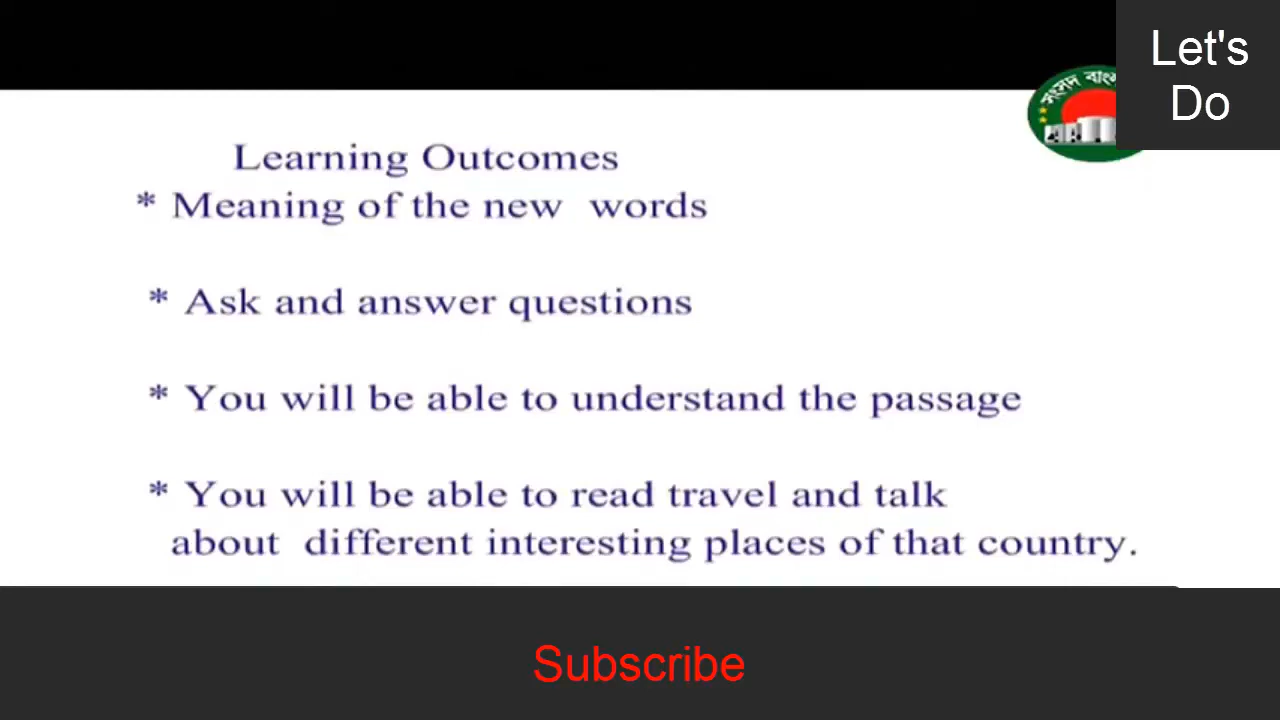 Let's
Do
সংসদ
Learning Outcomes
* Meaning of the new words
* Ask and answer questions
* You will be able to understand the passage
* You will be able to read travel and talk
about different interesting places of that country.
Subscribe